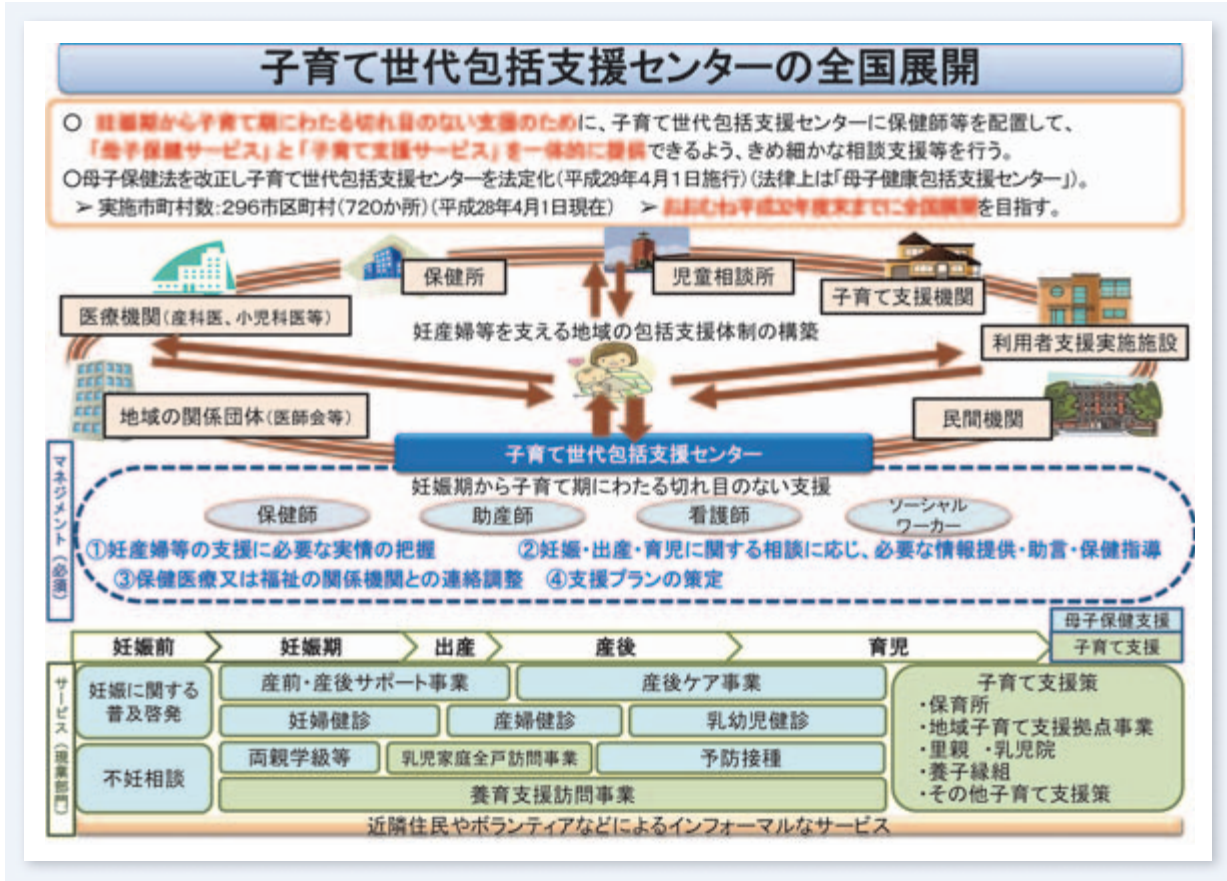 子育て世代包括支援センターの全国展開
○ 妊娠期から子育て期にわたる切れ目のない支援のために、子育て世代包括支援センターに保健師等を配置して、
「母子保健サービス」と「子育て支援サービス」を一体的に提供できるよう、きめ細かな相談支援等を行う。
○母子保健法を改正し子育て世代包括支援センターを法定化(平成29年4月1日施行)(法律上は「母子健康包括支援センター」)。
➢ 実施市町村数:296市区町村(720か所)(平成28年4月1日現在) ➢ おおむね平成32年度末までに全国展開を目指す。
保健所
児童相談所
子育て支援機関
医療機関(産科医、小児科医等)
妊産婦等を支える地域の包括支援体制の構築
利用者支援実施施設
地域の関係団体(医師会等)
民間機関
子育て世代包括支援センター
マネジメント(必須)
妊娠期から子育て期にわたる切れ目のない支援
保健師
助産師
看護師
ソーシャル
ワーカー
①妊産婦等の支援に必要な実情の把握 ②妊娠・出産・育児に関する相談に応じ、必要な情報提供・助言・保健指導
③保健医療又は福祉の関係機関との連絡調整 ④支援プランの策定
母子保健支援
子育て支援
妊娠前 妊娠期 出産 産後 育児
サービス(現業部門)
妊娠に関する
普及啓発
産前・産後サポート事業
産後ケア事業
子育て支援策
・保育所
・地域子育て支援拠点事業
・里親 ・乳児院
・養子縁組
・その他子育て支援策
妊婦健診
産婦健診
乳幼児健診
不妊相談
両親学級等
乳児家庭全戸訪問事業
予防接種
養育支援訪問事業
近隣住民やボランティアなどによるインフォーマルなサービス